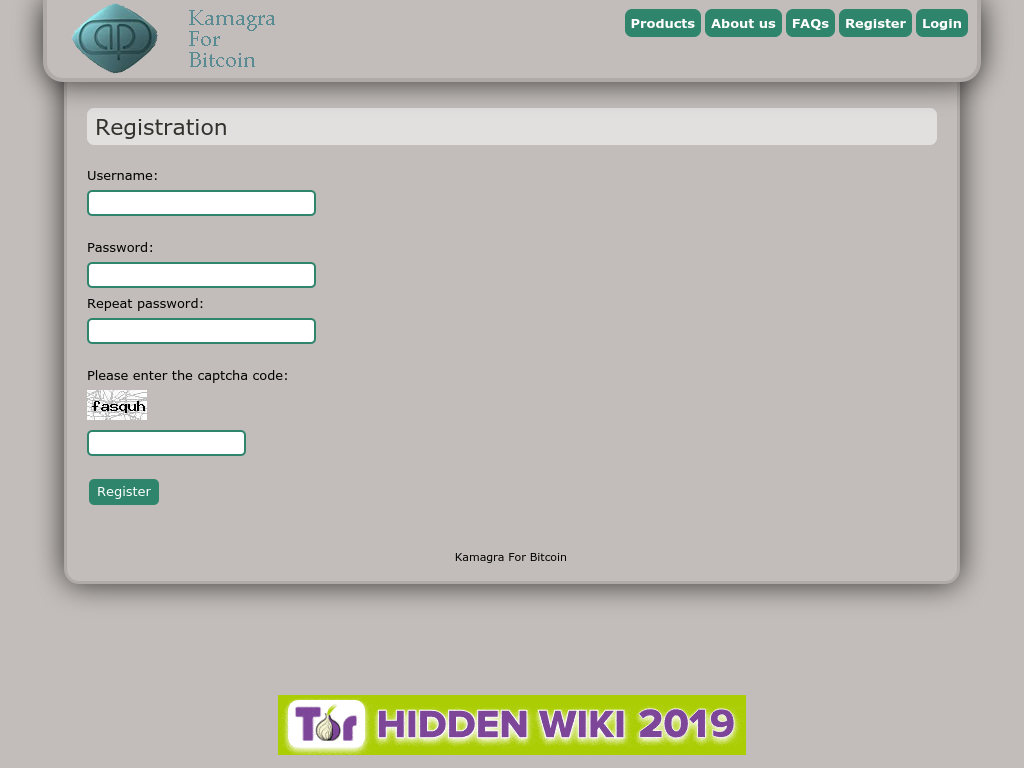 Kamagra
For
Bitcoin
Products About us FAQs Register Login
Registration
Username:
Password:
Repeat password:
Please enter the captcha code:
fasquh
Register
Kamagra For Bitcoin
Tor HIDDEN WIKI 2019